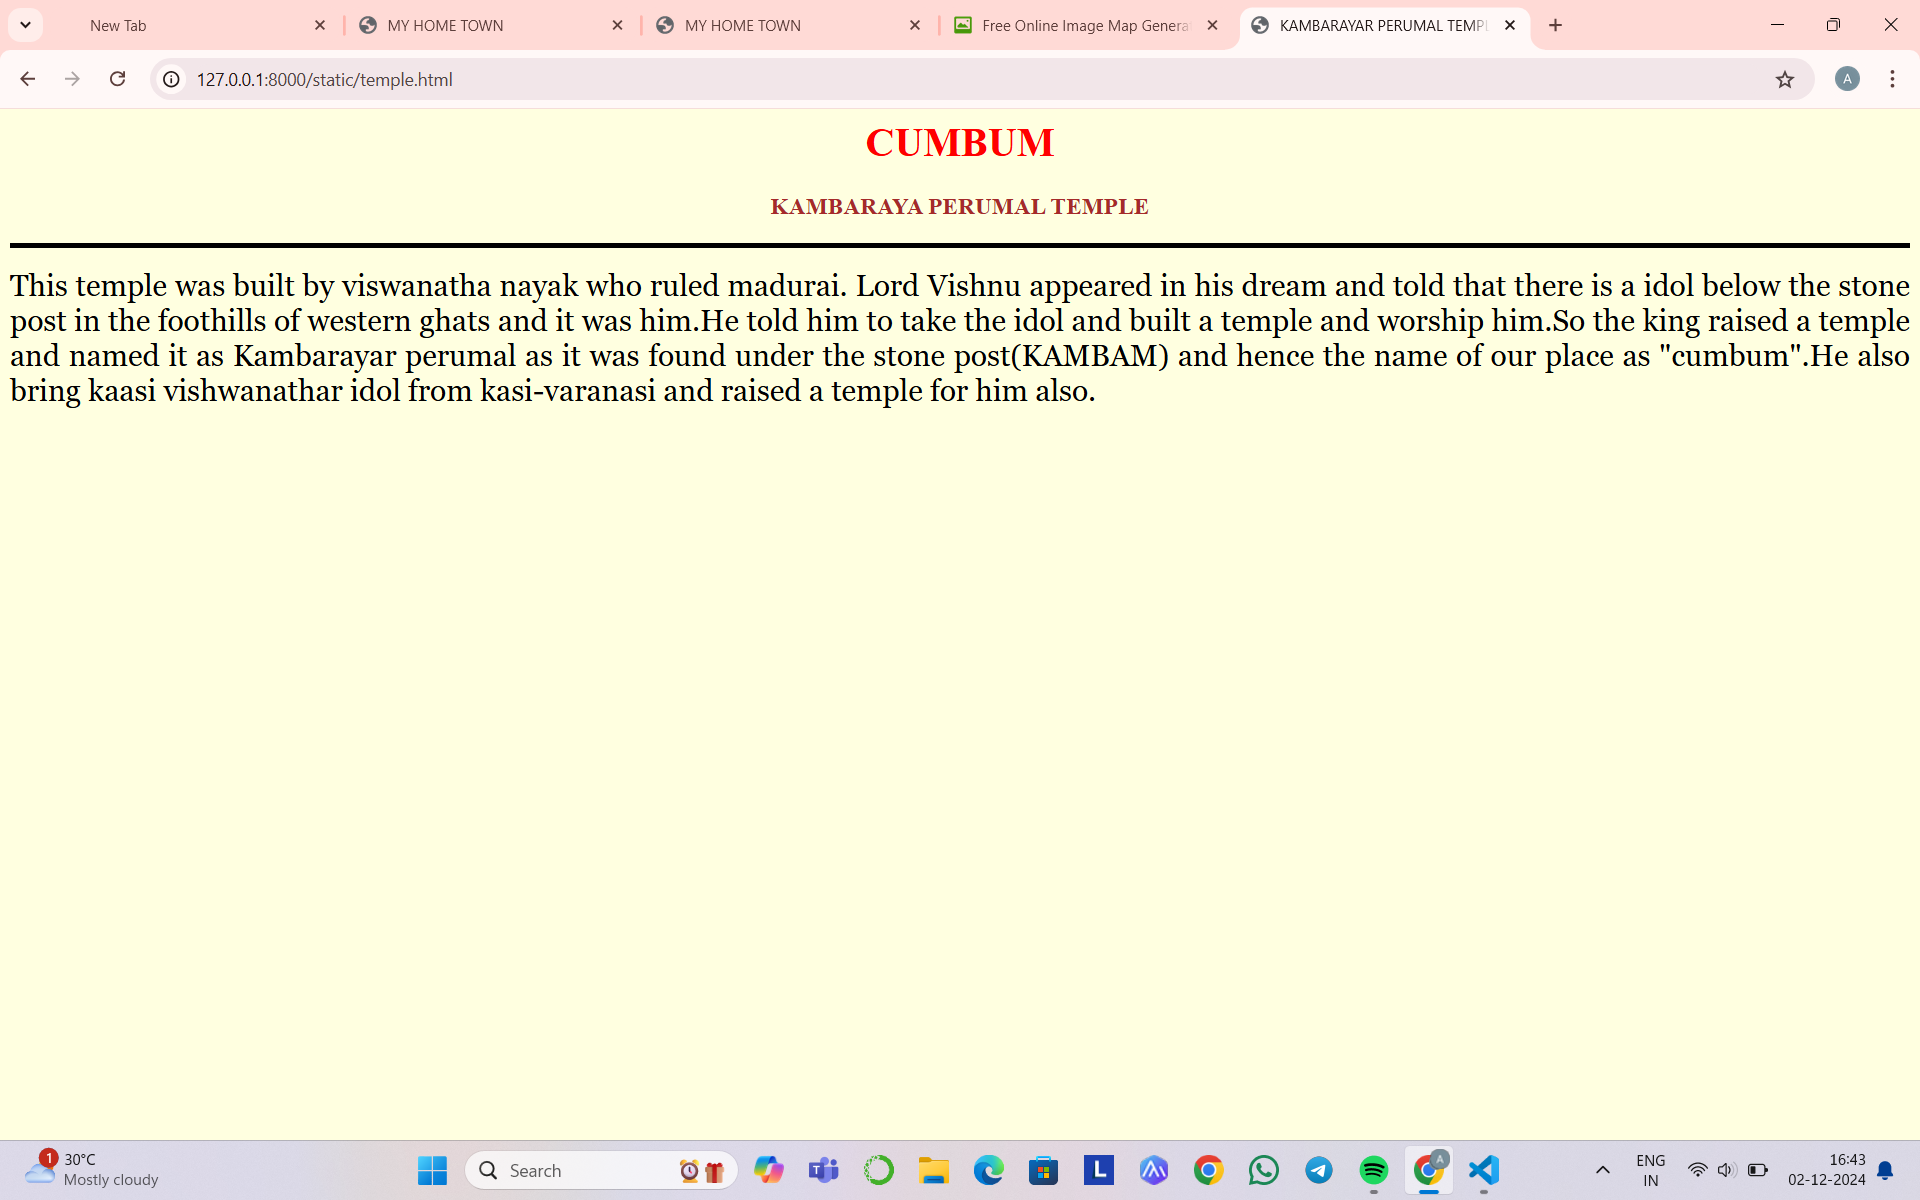 New Tab
MY HOME TOWN
MY HOME TOWN
Free Online Image Map Genera
KAMBARAYAR PERUMAL TEMPL
127.0.0.1:8000/static/temple.html
A
CUMBUM
KAMBARAYA PERUMAL TEMPLE
This temple was built by viswanatha nayak who ruled madurai. Lord Vishnu appeared in his dream and told that there is a idol below the stone
post in the foothills of western ghats and it was him.He told him to take the idol and built a temple and worship him.So the king raised a temple
and named it as Kambarayar perumal as it was found under the stone post(KAMBAM) and hence the name of our place as "cumbum".He also
bring kaasi vishwanathar idol from kasi-varanasi and raised a temple for him also.
1
30°C
Mostly cloudy
Search
T
L
A
ENG
IN
16:43
02-12-2024